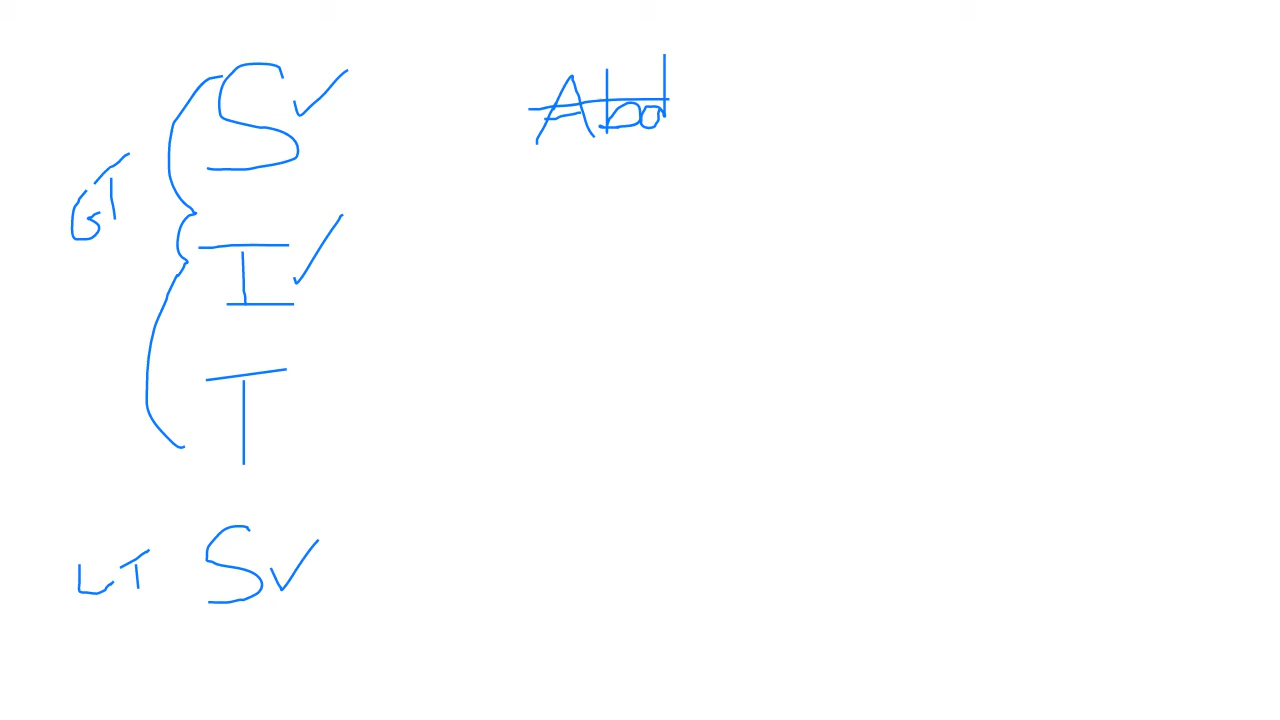 S ✓
GT
I ✓
T
LT S ✓